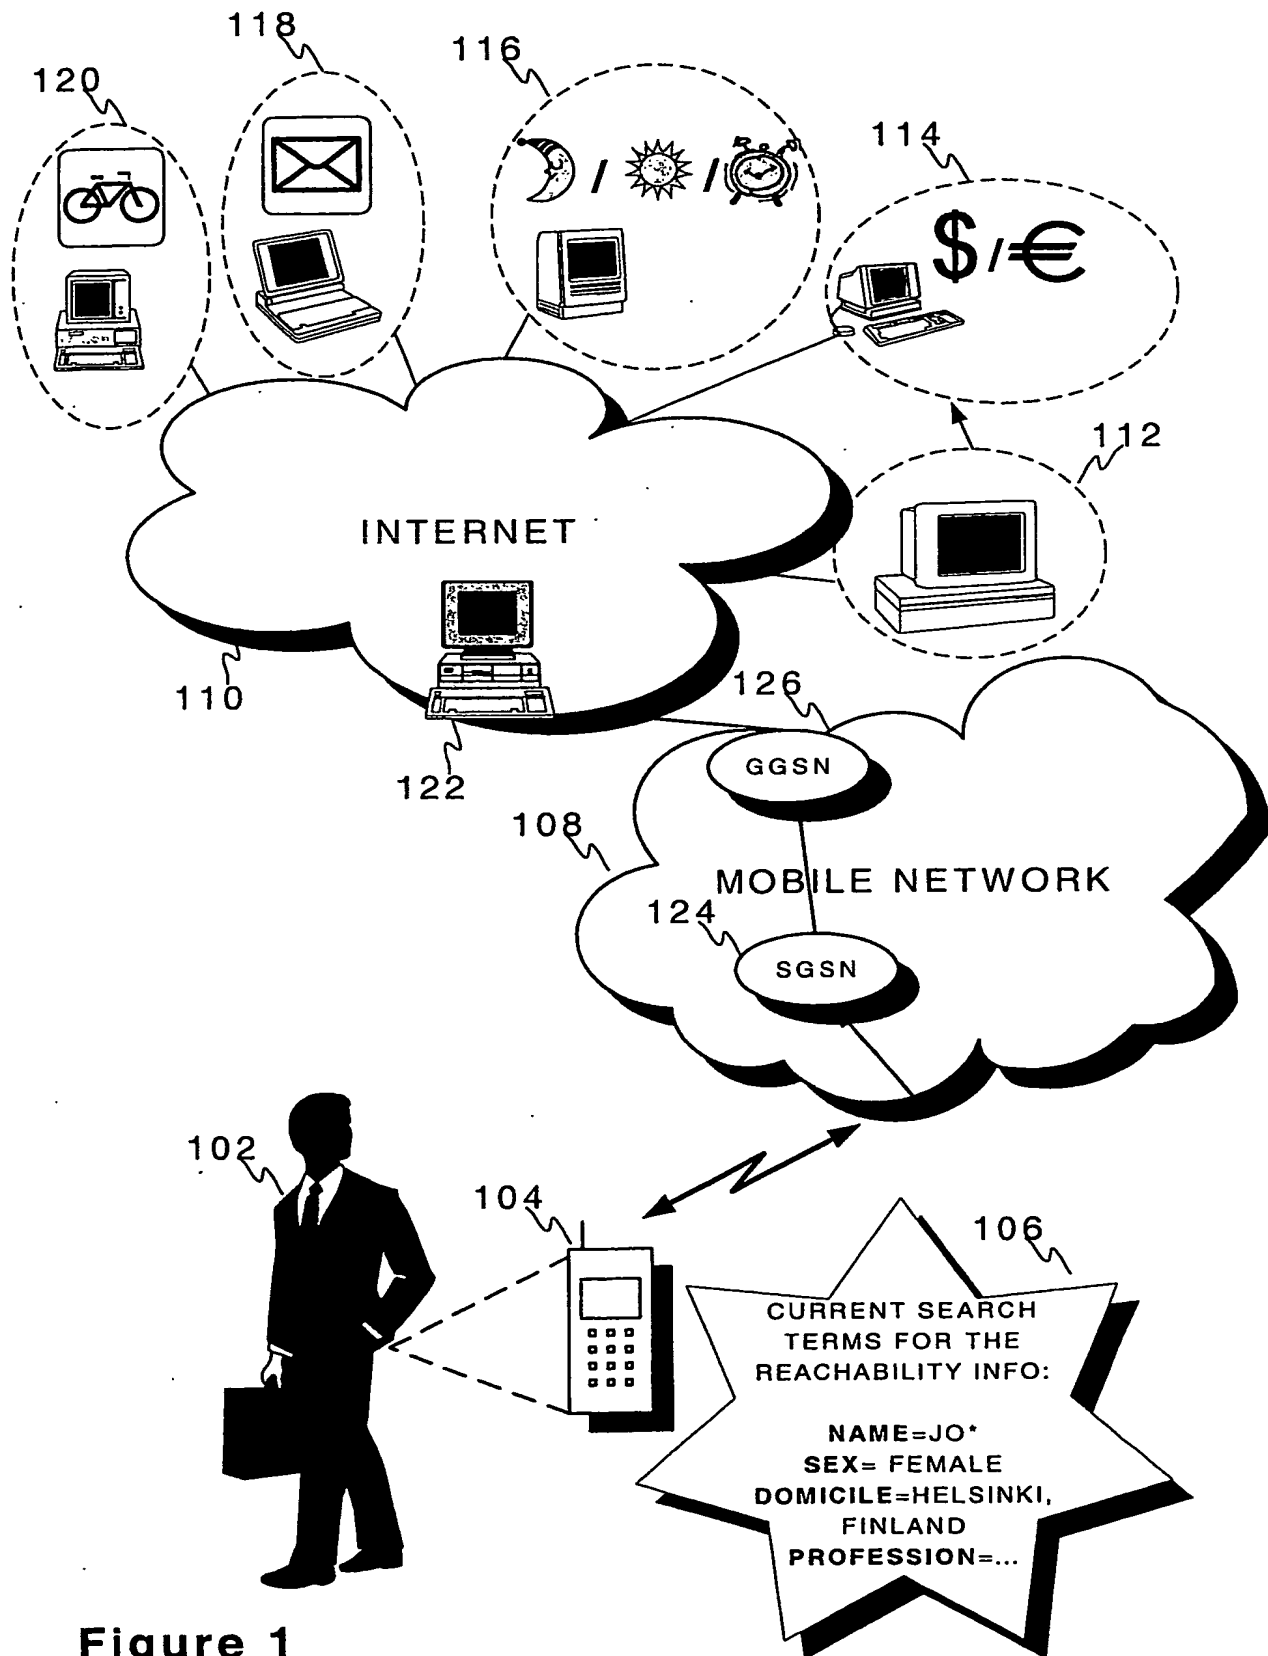 118
116
120
114
$/€
112
INTERNET
110
126
122
GGSN
108
MOBILE NETWORK
124
SGSN
102
104
106
CURRENT SEARCH
TERMS FOR THE
REACHABILITY INFO:
NAME=JO*
SEX= FEMALE
DOMICILE=HELSINKI,
FINLAND
PROFESSION=...
Figure 1